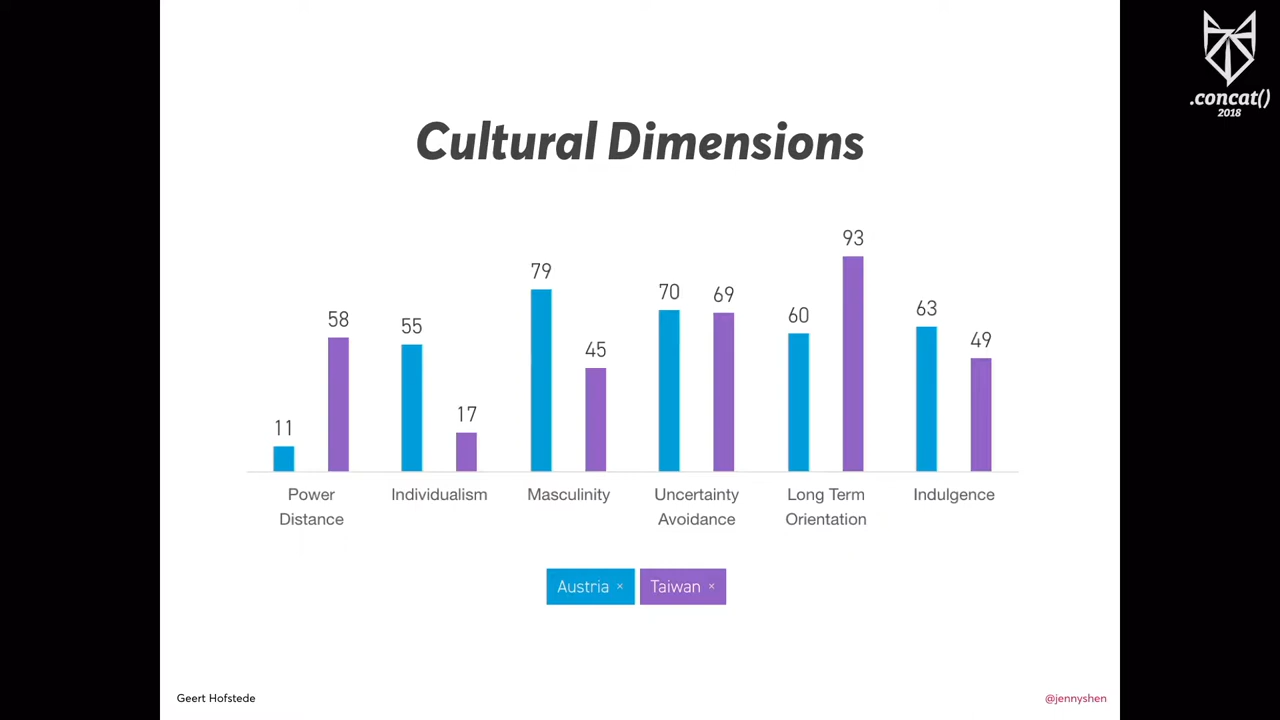 .concat()
2018
Cultural Dimensions
11
58
55
17
79
45
70
69
60
93
63
49
Power
Distance
Individualism
Masculinity
Uncertainty
Avoidance
Long Term
Orientation
Indulgence
Austria ×
Taiwan ×
Geert Hofstede
@jennyshen